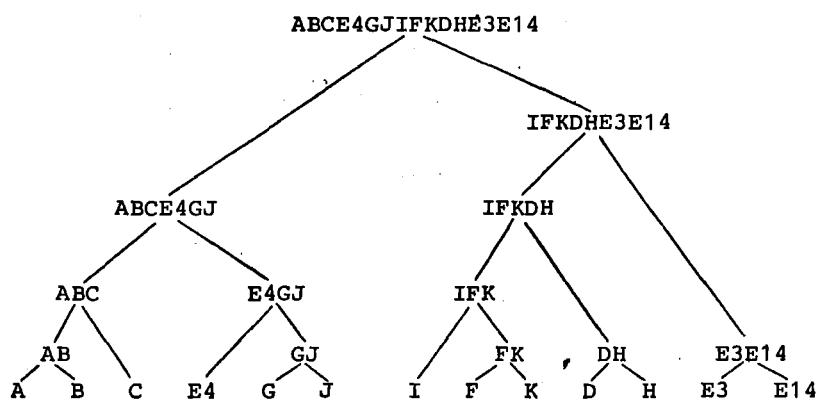 ABCE4GJIFKDHE3E14
IFKDHE3E14
ABCE4GJ IFKDH
ABC E4GJ IFK
AB GJ FK DH E3E14
A B C E4 G J I F K D H E3 E14